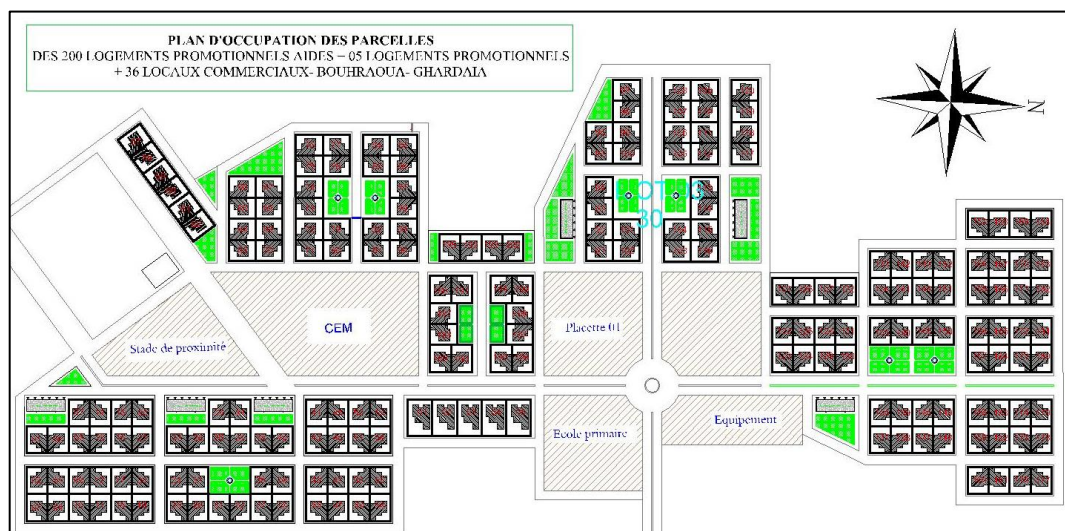 PLAN D'OCCUPATION DES PARCELLES
DES 200 LOGEMENTS PROMOTIONNELS AIDES – 05 LOGEMENTS PROMOTIONNELS
+ 36 LOCAUX COMMERCIAUX- BOUHRAOUA- GHARDAIA
N
30
CEM
Placette 01
Stade de proximité
Equipement
Ecole primaire